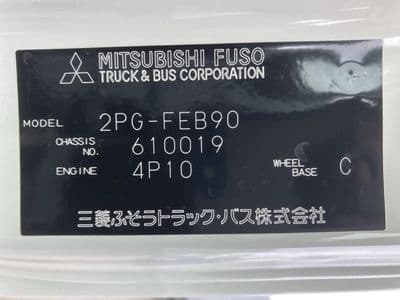 MITSUBISHI FUSO
TRUCK & BUS CORPORATION
MODEL 2PG-FEB90
CHASSIS NO. 610019
ENGINE 4P10 WHEEL BASE C
三菱ふそうトラック・バス株式会社